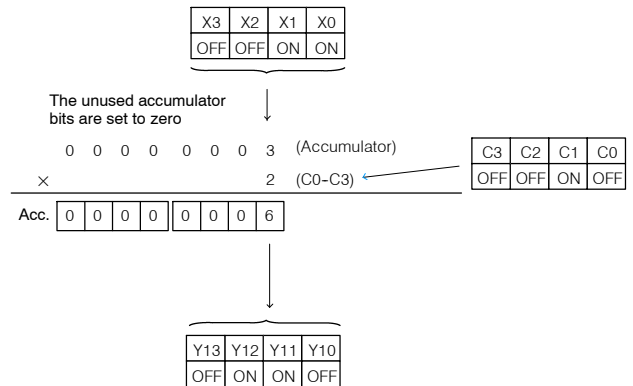 X3 X2 X1 X0
OFF OFF ON ON
The unused accumulator
bits are set to zero
0 0 0 0 0 0 0 3 (Accumulator)
× 2 (C0-C3)
C3 C2 C1 C0
OFF OFF ON OFF
Acc. 0 0 0 0 0 0 0 6
Y13 Y12 Y11 Y10
OFF ON ON OFF